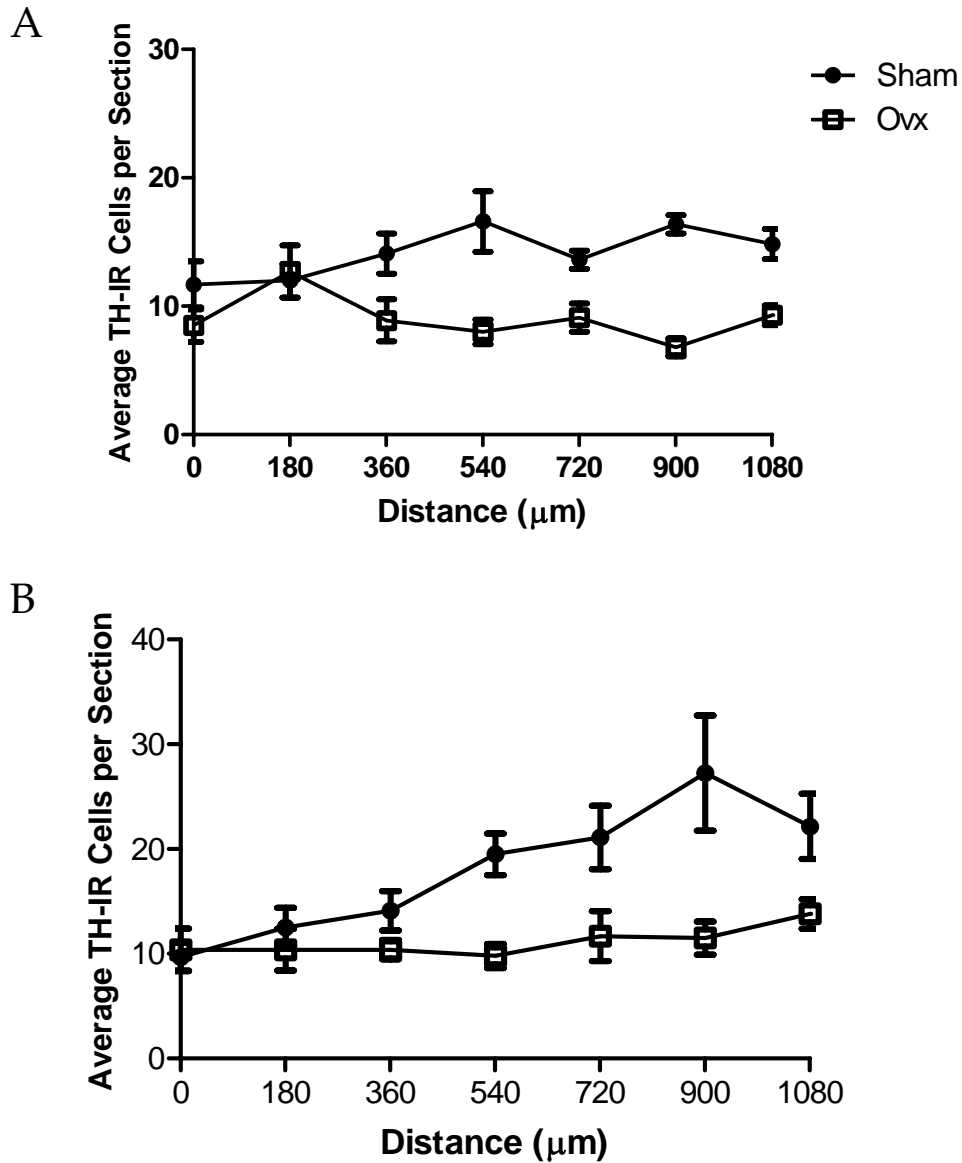 A
Average TH-IR Cells per Section
30
20
10
0
0 180 360 540 720 900 1080
Distance (μm)
Sham
Ovx
B
Average TH-IR Cells per Section
40
30
20
10
0
0 180 360 540 720 900 1080
Distance (μm)